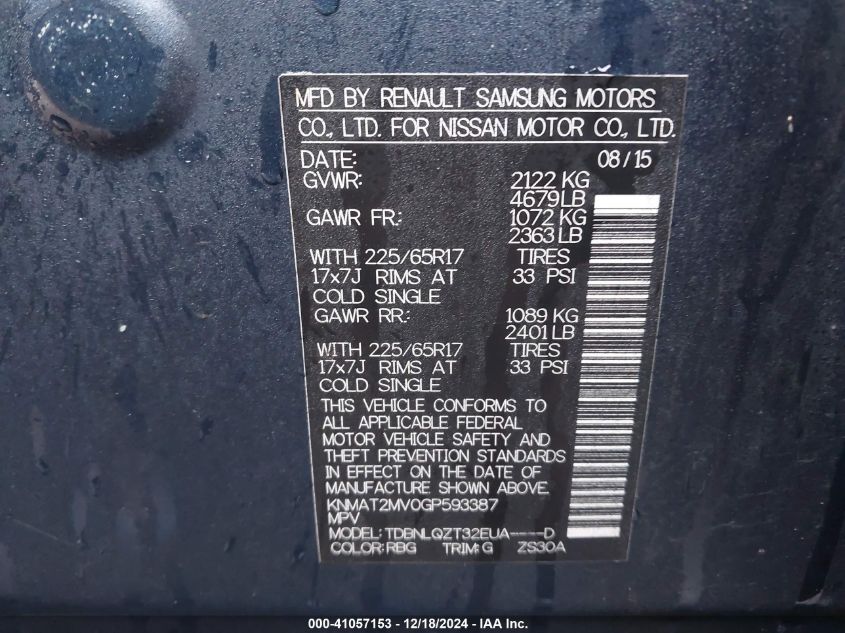 MFD BY RENAULT SAMSUNG MOTORS
CO., LTD. FOR NISSAN MOTOR CO., LTD.
DATE: 08/15
GVWR: 2122 KG
4679LB
GAWR FR.: 1072 KG
2363LB
WITH 225/65R17 TIRES
17x7J RIMS AT 33 PSI
COLD SINGLE
GAWR RR.: 1089 KG
2401LB
WITH 225/65R17 TIRES
17x7J RIMS AT 33 PSI
COLD SINGLE
THIS VEHICLE CONFORMS TO
ALL APPLICABLE FEDERAL
MOTOR VEHICLE SAFETY AND
THEFT PREVENTION STANDARDS
IN EFFECT ON THE DATE OF
MANUFACTURE SHOWN ABOVE.
KNMAT2MV0GP593387
MPV
MODEL: TDBNLQZT32EUA----D
COLOR:RBG TRIM:G ZS30A
000-41057153 - 12/18/2024 - IAA Inc.